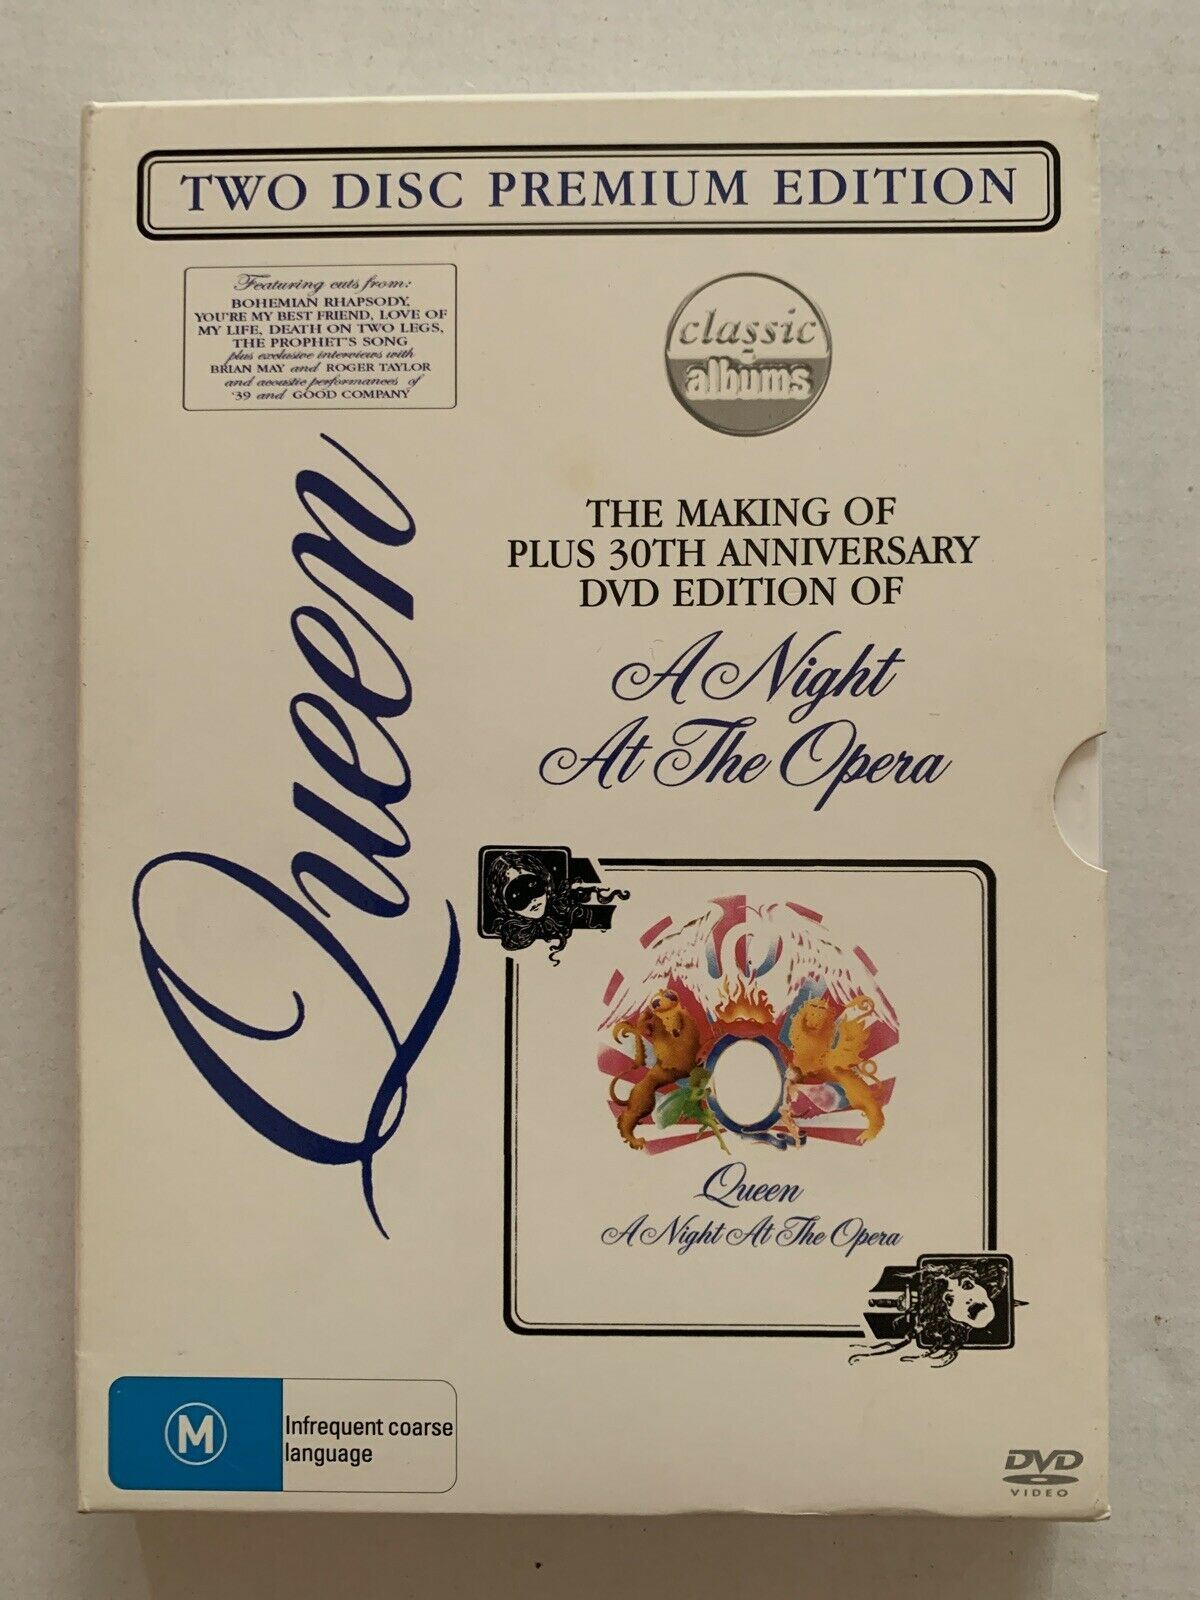 TWO DISC PREMIUM EDITION
Featuring cuts from:
BOHEMIAN RHAPSODY,
YOU'RE MY BEST FRIEND, LOVE OF
MY LIFE, DEATH ON TWO LEGS,
THE PROPHET'S SONG
plus exclusive interviews with
BRIAN MAY and ROGER TAYLOR
and acoustic performances of
'39 and GOOD COMPANY
classic
albums
Queen
THE MAKING OF
PLUS 30TH ANNIVERSARY
DVD EDITION OF
A Night
At The Opera
Queen
A Night At The Opera
M
Infrequent coarse
language
DVD
VIDEO